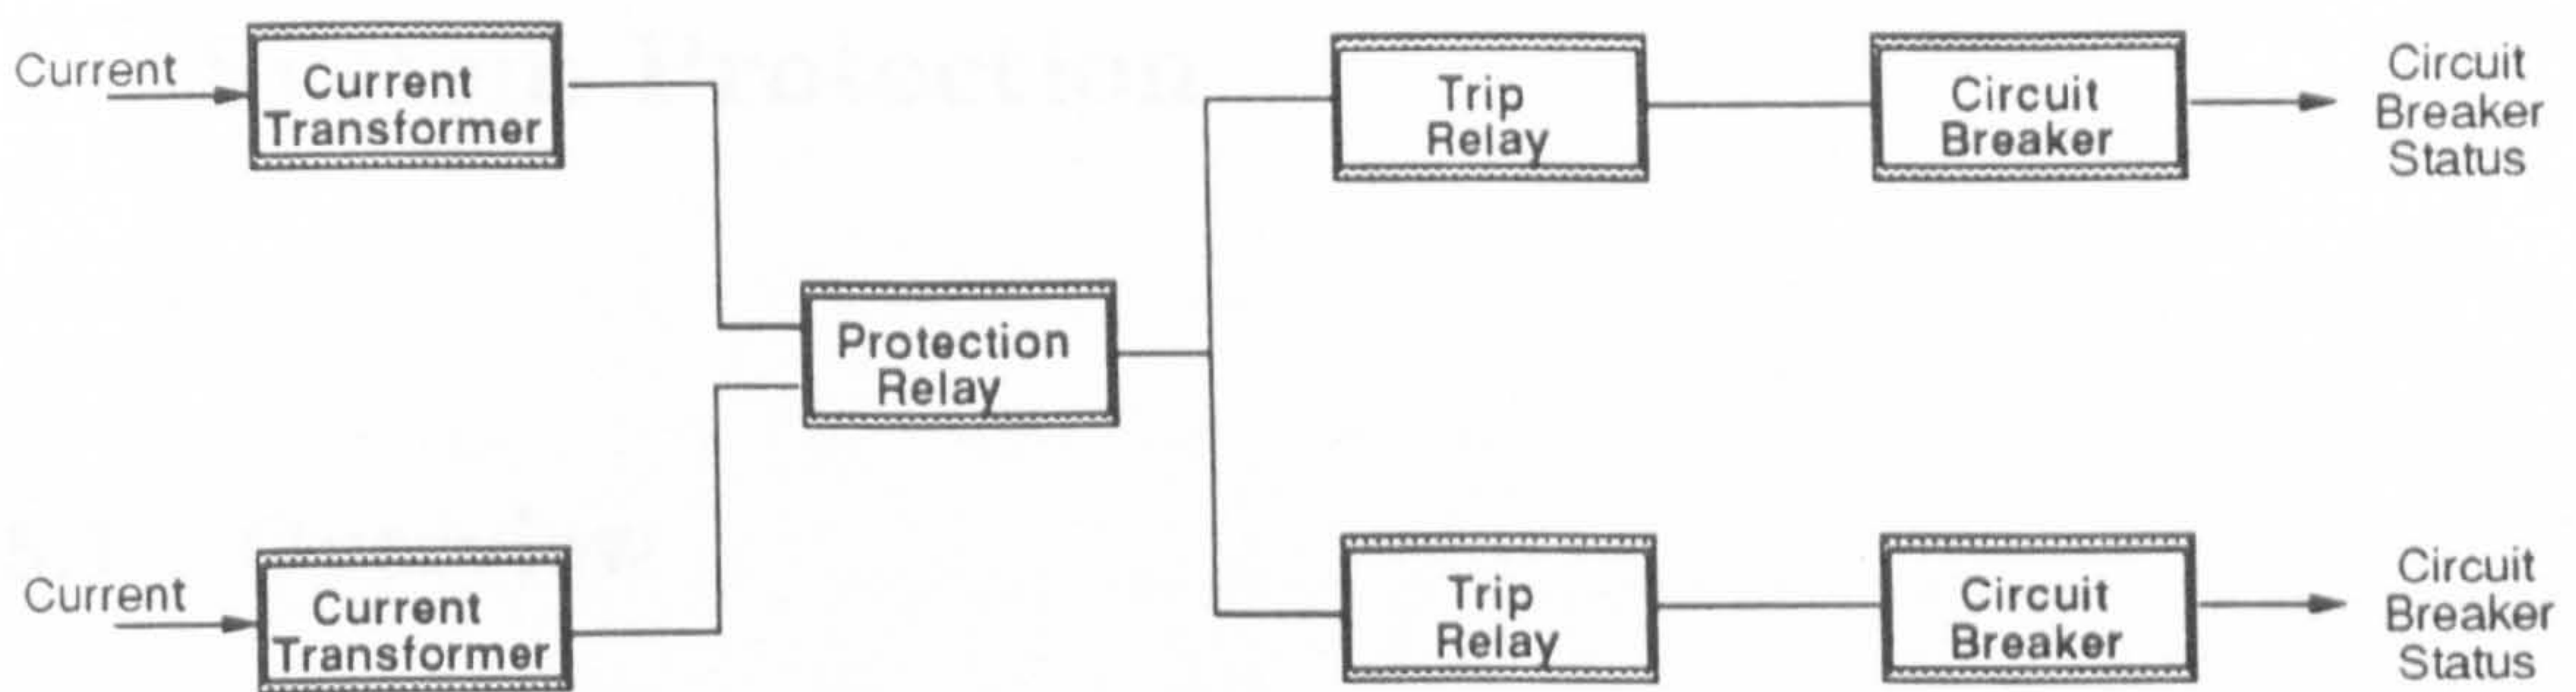 Current
Current
Transformer
Trip
Relay
Circuit
Breaker
Circuit
Breaker
Status
Protection
Relay
Current
Current
Transformer
Trip
Relay
Circuit
Breaker
Circuit
Breaker
Status